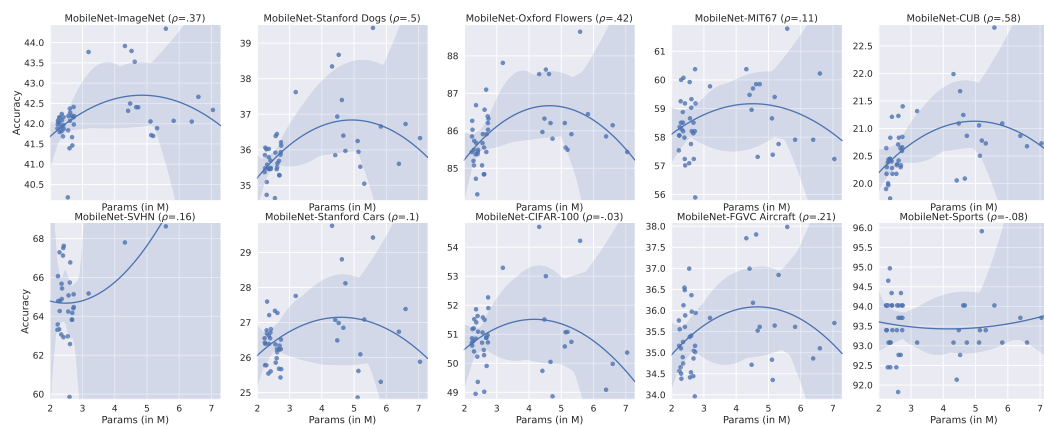 MobileNet-ImageNet (ρ=.37)
MobileNet-Stanford Dogs (ρ=.5)
MobileNet-Oxford Flowers (ρ=.42)
MobileNet-MIT67 (ρ=.11)
MobileNet-CUB (ρ=.58)
Accuracy
44.0
43.5
43.0
42.5
42.0
41.5
41.0
40.5
39
38
37
36
35
88
87
86
85
61
60
59
58
57
56
22.5
22.0
21.5
21.0
20.5
20.0
Params (in M)
Params (in M)
Params (in M)
Params (in M)
Params (in M)
MobileNet-SVHN (ρ=.16)
MobileNet-Stanford Cars (ρ=.1)
MobileNet-CIFAR-100 (ρ=-.03)
MobileNet-FGVC Aircraft (ρ=.21)
MobileNet-Sports (ρ=-.08)
Accuracy
68
66
64
62
60
29
28
27
26
25
54
53
52
51
50
49
38.0
37.0
36.0
35.0
34.0
96.0
95.5
95.0
94.5
94.0
93.5
93.0
92.5
92.0
2 3 4 5 6 7
2 3 4 5 6 7
2 3 4 5 6 7
2 3 4 5 6 7
2 3 4 5 6 7
Params (in M)
Params (in M)
Params (in M)
Params (in M)
Params (in M)